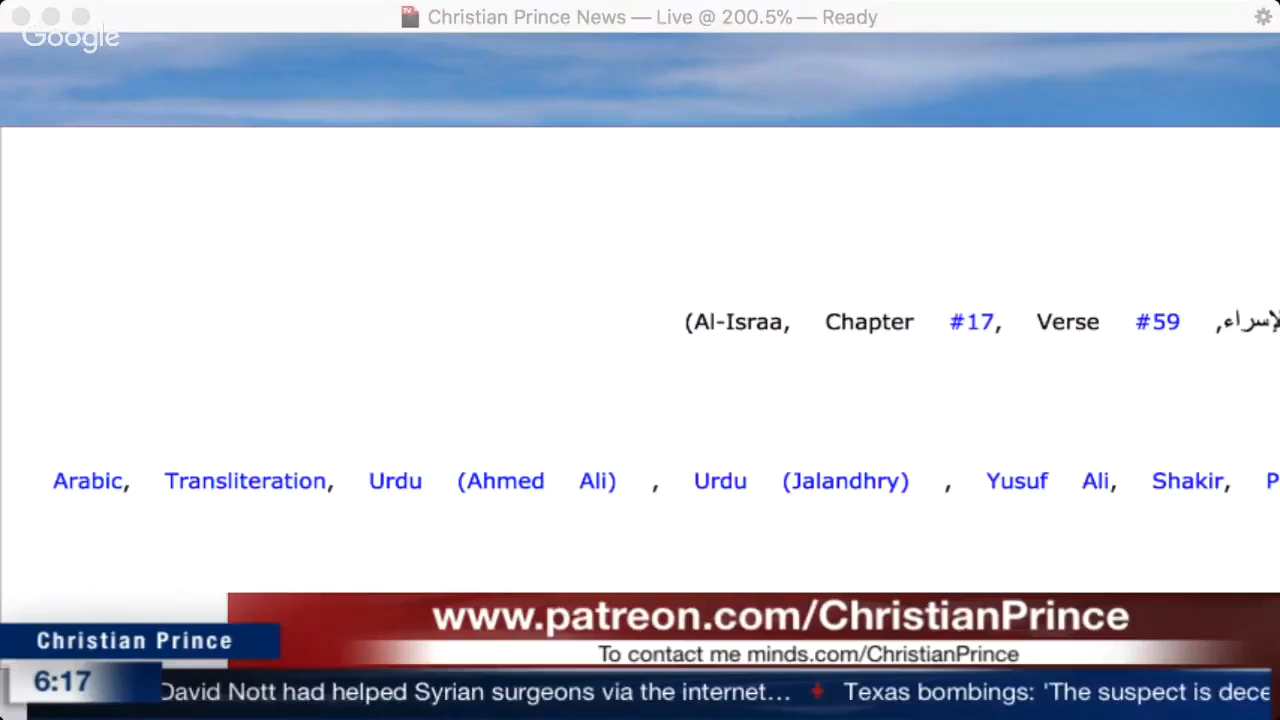 Christian Prince News — Live @ 200.5% — Ready
Google
(Al-Israa, Chapter #17, Verse #59 ,لإسراء
Arabic, Transliteration, Urdu (Ahmed Ali) , Urdu (Jalandhry) , Yusuf Ali, Shakir, P
www.patreon.com/ChristianPrince
Christian Prince
To contact me minds.com/ChristianPrince
6:17
David Nott had helped Syrian surgeons via the internet... Texas bombings: 'The suspect is dece